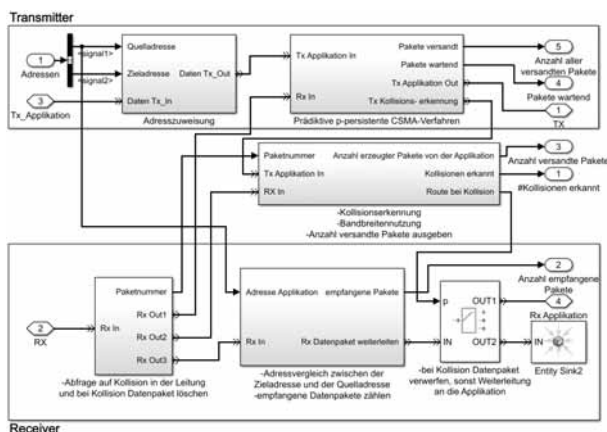 Transmitter
1
Adressen
<signal1>
<signal2>
3
Tx_Applikation
Quelladresse
Zieladresse
Daten Tx_Out
Daten Tx_In
Adresszuweisung
Tx Applikation In
Rx In
Pakete versandt
Pakete wartend
Tx Applikation Out
Tx Kollisions- erkennung
Prädiktive p-persistente CSMA-Verfahren
5
Anzahl aller
versandten Pakete
4
Pakete wartend
1
TX
Paketnummer
Tx Applikation In
RX In
Anzahl erzeugter Pakete von der Applikation
Kollisionen erkannt
Route bei Kollision
3
Anzahl versandte Pakete
1
#Kollisionen erkannt
-Kollisionserkennung
-Bandbreitennutzung
-Anzahl versandte Pakete ausgeben
2
RX
Rx In
Paketnummer
Rx Out1
Rx Out2
Rx Out3
-Abfrage auf Kollision in der Leitung
und bei Kollision Datenpaket löschen
Adresse Applikation
empfangene Pakete
Rx In
Rx Datenpaket weiterleiten
-Adressvergleich zwischen der
Zieladresse und der Quelladresse
-empfangene Datenpakete zählen
p
IN
OUT1
OUT2
-bei Kollision Datenpaket
verwerfen, sonst Weiterleitung
an die Applikation
2
Anzahl empfangene
Pakete
4
Rx Applikation
IN
Entity Sink2
Receiver